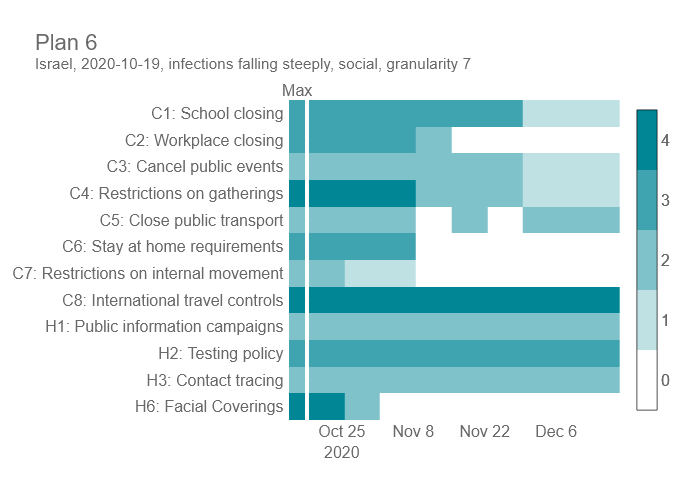 Plan 6
Israel, 2020-10-19, infections falling steeply, social, granularity 7
Max
C1: School closing
C2: Workplace closing
C3: Cancel public events
C4: Restrictions on gatherings
C5: Close public transport
C6: Stay at home requirements
C7: Restrictions on internal movement
C8: International travel controls
H1: Public information campaigns
H2: Testing policy
H3: Contact tracing
H6: Facial Coverings
Oct 25 Nov 8 Nov 22 Dec 6
2020
4
3
2
1
0